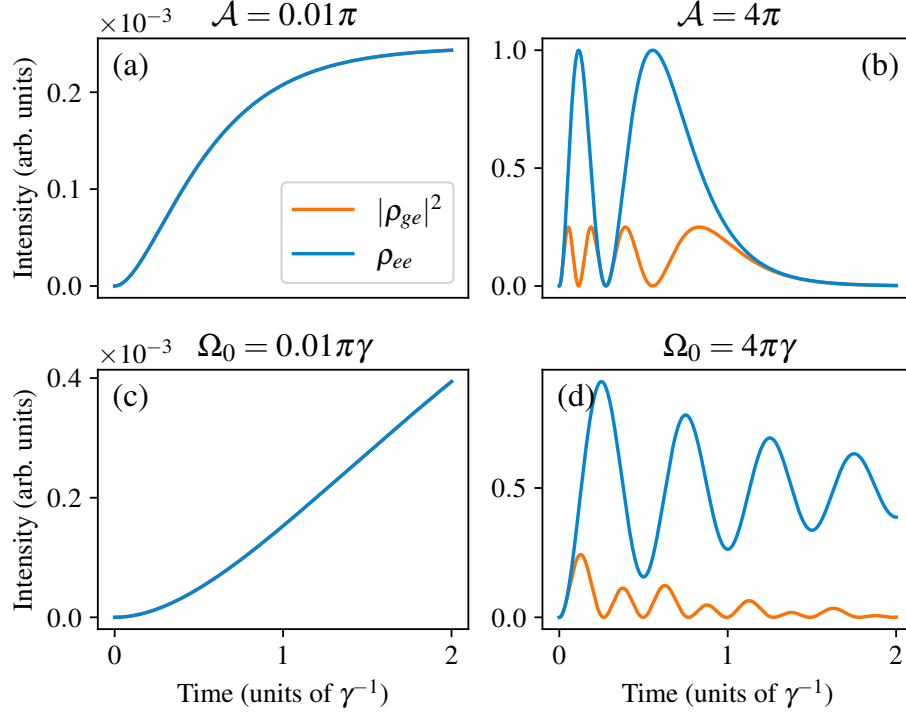 𝒜 = 0.01π
×10⁻³
(a)
0.2
0.1
0.0
Intensity (arb. units)
|ρ_ge|²
ρ_ee
𝒜 = 4π
(b)
1.0
0.5
0.0
Ω₀ = 0.01πγ
×10⁻³
(c)
0.4
0.2
0.0
Intensity (arb. units)
0 1 2
Time (units of γ⁻¹)
Ω₀ = 4πγ
(d)
0.5
0.0
0 1 2
Time (units of γ⁻¹)